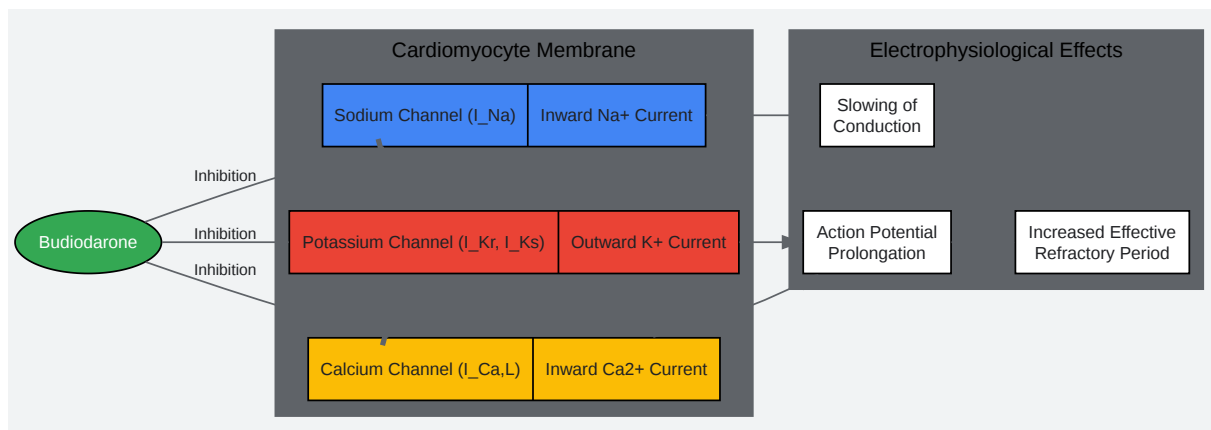 Cardiomyocyte Membrane
Electrophysiological Effects
Sodium Channel (I_Na)
Inward Na+ Current
Slowing of
Conduction
Inhibition
Budiodarone
Inhibition
Potassium Channel (I_Kr, I_Ks)
Outward K+ Current
Action Potential
Prolongation
Increased Effective
Refractory Period
Inhibition
Calcium Channel (I_Ca,L)
Inward Ca2+ Current